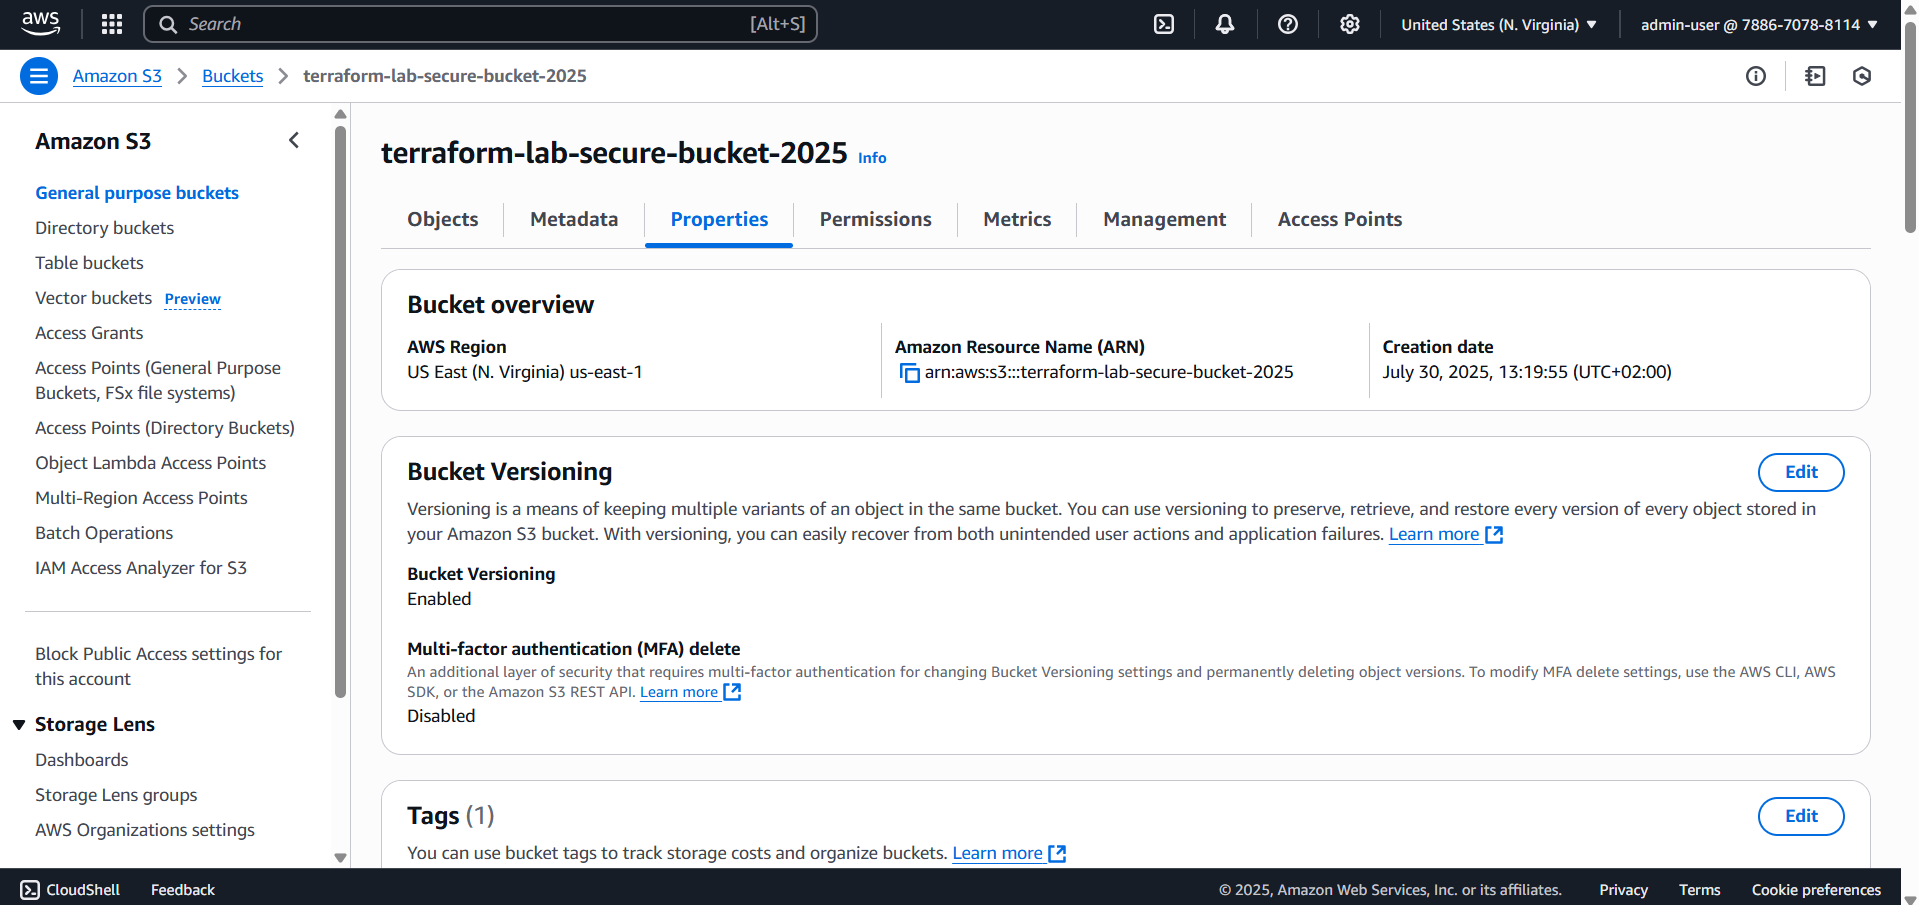 aws
Search [Alt+S]
United States (N. Virginia)
admin-user @ 7886-7078-8114
Amazon S3
Buckets
terraform-lab-secure-bucket-2025
Amazon S3
General purpose buckets
Directory buckets
Table buckets
Vector buckets Preview
Access Grants
Access Points (General Purpose
Buckets, FSx file systems)
Access Points (Directory Buckets)
Object Lambda Access Points
Multi-Region Access Points
Batch Operations
IAM Access Analyzer for S3
Block Public Access settings for
this account
Storage Lens
Dashboards
Storage Lens groups
AWS Organizations settings
terraform-lab-secure-bucket-2025 Info
Objects
Metadata
Properties
Permissions
Metrics
Management
Access Points
Bucket overview
AWS Region
US East (N. Virginia) us-east-1
Amazon Resource Name (ARN)
arn:aws:s3:::terraform-lab-secure-bucket-2025
Creation date
July 30, 2025, 13:19:55 (UTC+02:00)
Bucket Versioning
Edit
Versioning is a means of keeping multiple variants of an object in the same bucket. You can use versioning to preserve, retrieve, and restore every version of every object stored in
your Amazon S3 bucket. With versioning, you can easily recover from both unintended user actions and application failures. Learn more
Bucket Versioning
Enabled
Multi-factor authentication (MFA) delete
An additional layer of security that requires multi-factor authentication for changing Bucket Versioning settings and permanently deleting object versions. To modify MFA delete settings, use the AWS CLI, AWS
SDK, or the Amazon S3 REST API. Learn more
Disabled
Tags (1)
Edit
You can use bucket tags to track storage costs and organize buckets. Learn more
CloudShell
Feedback
© 2025, Amazon Web Services, Inc. or its affiliates.
Privacy
Terms
Cookie preferences